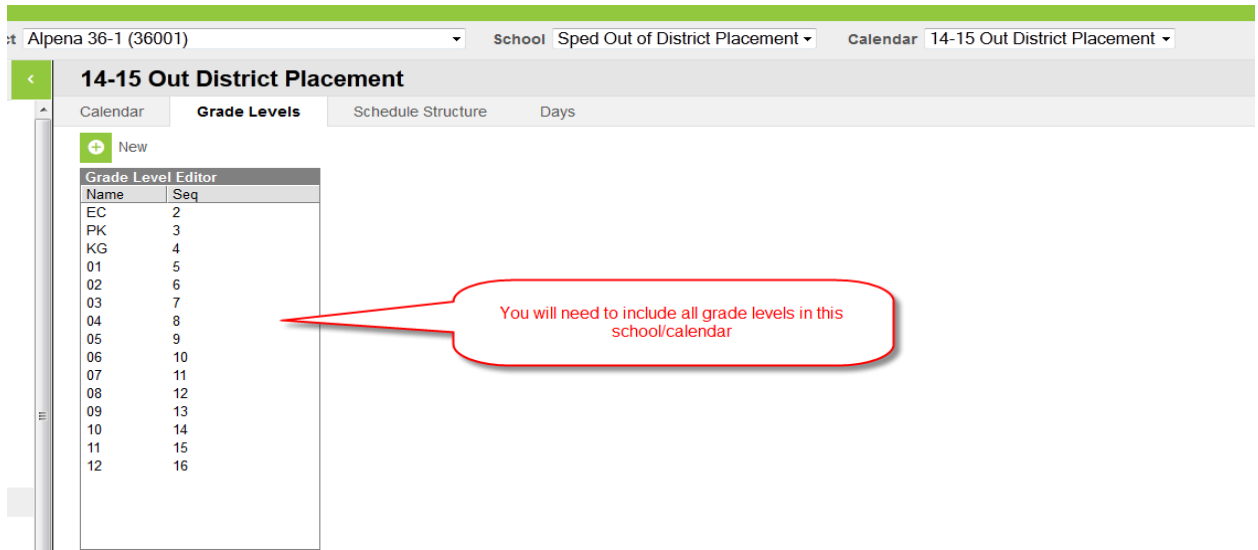 ct Alpena 36-1 (36001) School Sped Out of District Placement Calendar 14-15 Out District Placement
14-15 Out District Placement
Calendar Grade Levels Schedule Structure Days
New
Grade Level Editor
Name Seq
EC 2
PK 3
KG 4
01 5
02 6
03 7
04 8
05 9
06 10
07 11
08 12
09 13
10 14
11 15
12 16
You will need to include all grade levels in this
school/calendar